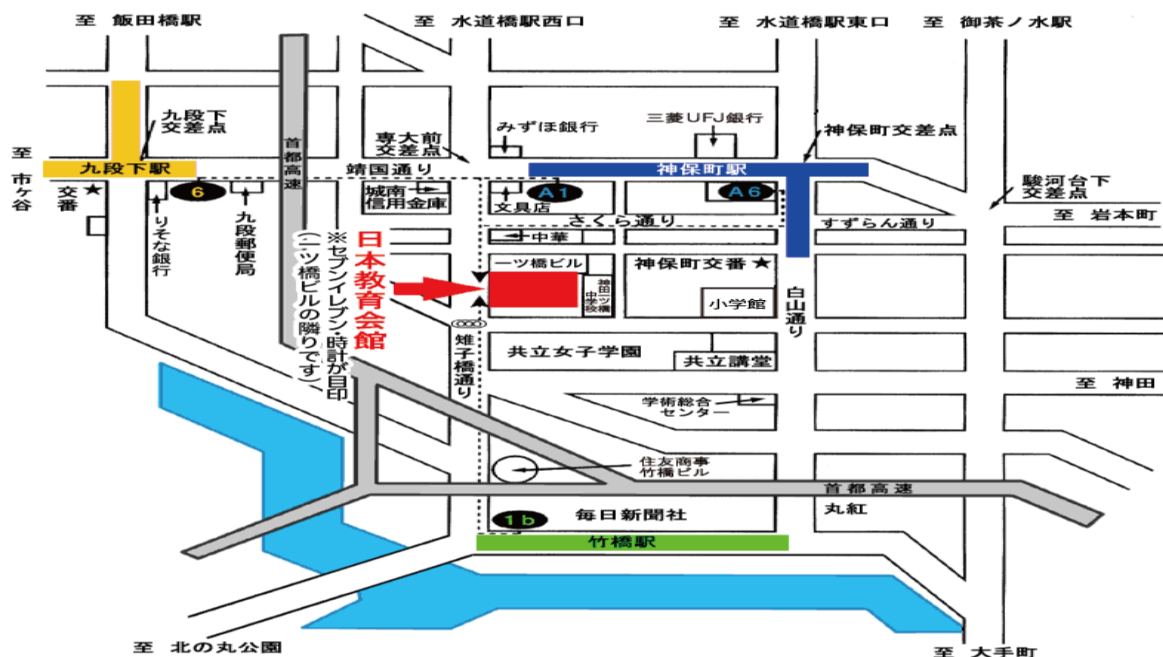 至 飯田橋駅
至 水道橋駅西口
至 水道橋駅東口
至 御茶ノ水駅
九段下
交差点
首都高速
専大前
交差点
みずほ銀行
三菱UFJ銀行
神保町交差点
至 市ヶ谷
九段下駅
靖国通り
神保町駅
駿河台下
交差点
交番★
りそな銀行
6
九段郵便局
城南
信用金庫
文具店
A1
A6
さくら通り
すずらん通り
至 岩本町
中華
日本教育会館
※セブンイレブン・時計が目印
(一ツ橋ビルの隣りです)
一ツ橋ビル
神田一ツ橋
中学校
神保町交番★
小学館
白山通り
雉子橋通り
共立女子学園
共立講堂
至 神田
学術総合
センター
住友商事
竹橋ビル
首都高速
1b
毎日新聞社
丸紅
竹橋駅
至 北の丸公園
至 大手町